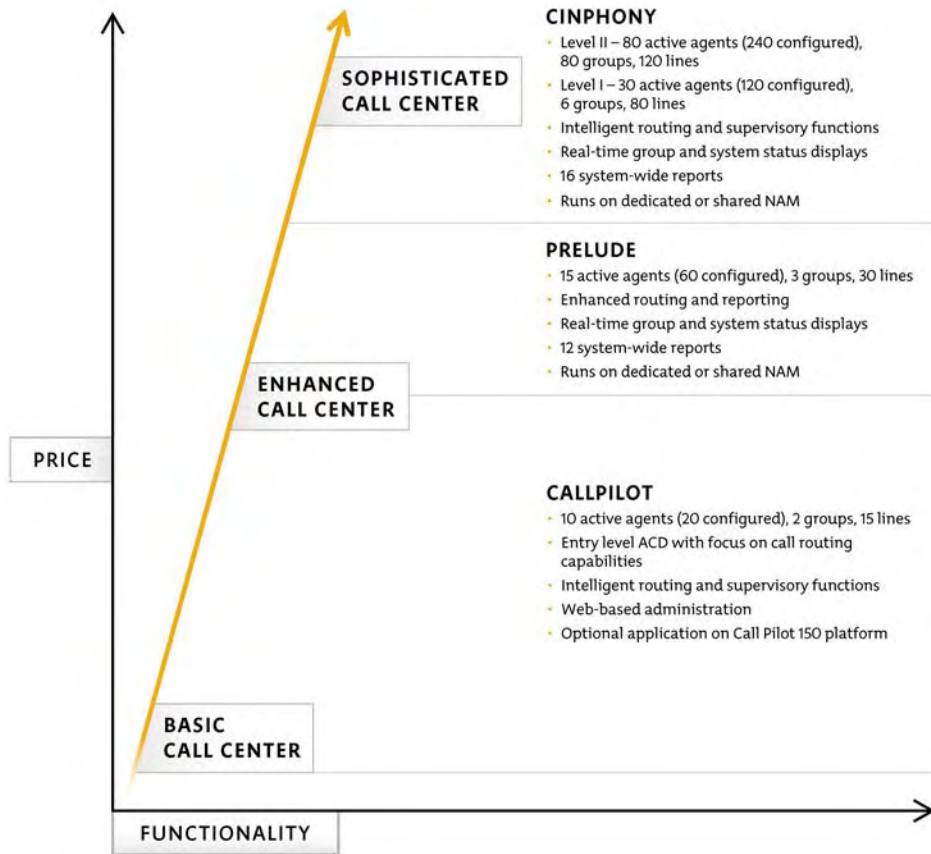 CINPHONY
• Level II – 80 active agents (240 configured),
80 groups, 120 lines
• Level I – 30 active agents (120 configured),
6 groups, 80 lines
• Intelligent routing and supervisory functions
• Real-time group and system status displays
• 16 system-wide reports
• Runs on dedicated or shared NAM
SOPHISTICATED
CALL CENTER
PRELUDE
• 15 active agents (60 configured), 3 groups, 30 lines
• Enhanced routing and reporting
• Real-time group and system status displays
• 12 system-wide reports
• Runs on dedicated or shared NAM
ENHANCED
CALL CENTER
PRICE
CALLPILOT
• 10 active agents (20 configured), 2 groups, 15 lines
• Entry level ACD with focus on call routing
capabilities
• Intelligent routing and supervisory functions
• Web-based administration
• Optional application on Call Pilot 150 platform
BASIC
CALL CENTER
FUNCTIONALITY